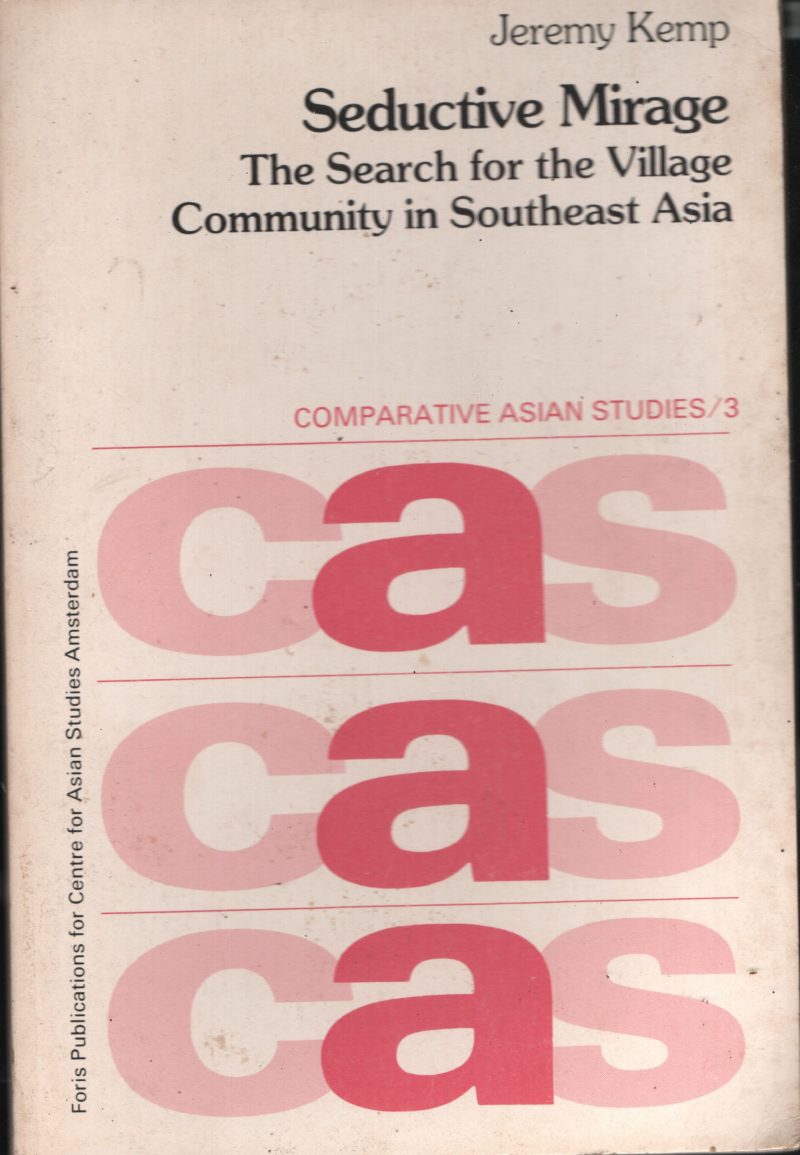 Jeremy Kemp
Seductive Mirage
The Search for the Village
Community in Southeast Asia
COMPARATIVE ASIAN STUDIES/3
cas
cas
cas
Foris Publications for Centre for Asian Studies Amsterdam